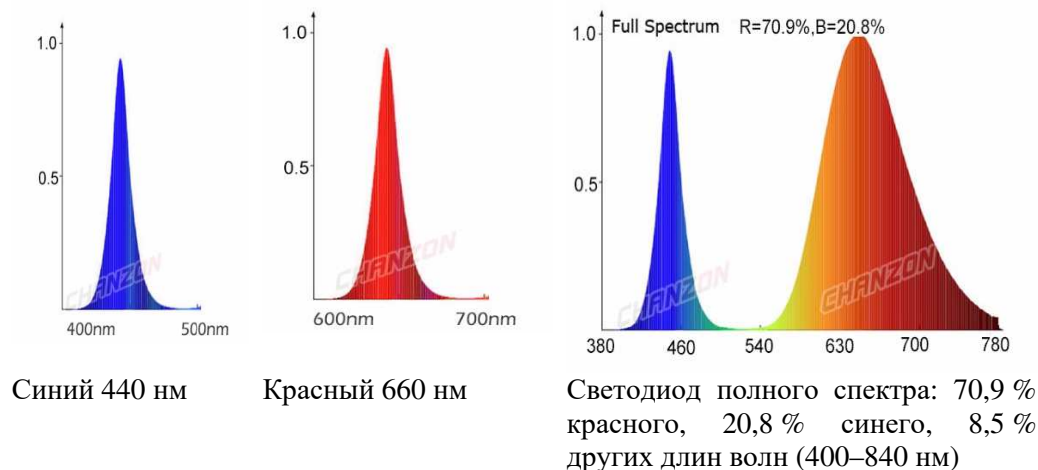 1.0
0.5
400nm
500nm
CHANZON
1.0
0.5
600nm
700nm
CHANZON
Full Spectrum R=70.9%,B=20.8%
1.0
0.5
CHANZON
CHANZON
380 460 540 630 700 780
Синий 440 нм
Красный 660 нм
Светодиод полного спектра: 70,9 %
красного, 20,8 % синего, 8,5 %
других длин волн (400–840 нм)